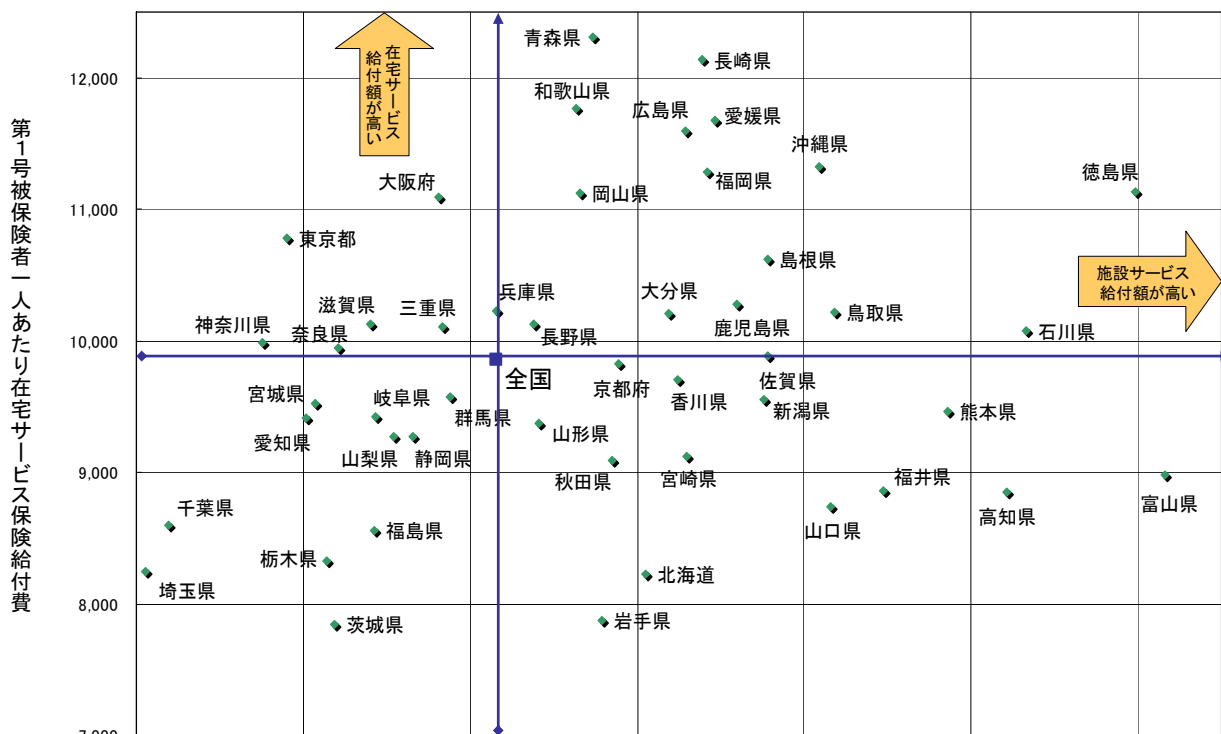 第1号被保険者一人あたり在宅サービス保険給付費
在宅サービス
給付額が高い
青森県
長崎県
12,000
和歌山県
広島県
愛媛県
沖縄県
大阪府
福岡県
徳島県
岡山県
11,000
東京都
島根県
施設サービス
給付額が高い
兵庫県
大分県
滋賀県
三重県
神奈川県
奈良県
長野県
鹿児島県
鳥取県
石川県
10,000
全国
京都府
香川県
佐賀県
宮城県
岐阜県
群馬県
新潟県
熊本県
愛知県
山形県
山梨県
静岡県
9,000
秋田県
宮崎県
福井県
高知県
富山県
千葉県
山口県
福島県
栃木県
北海道
埼玉県
8,000
茨城県
岩手県
7,000